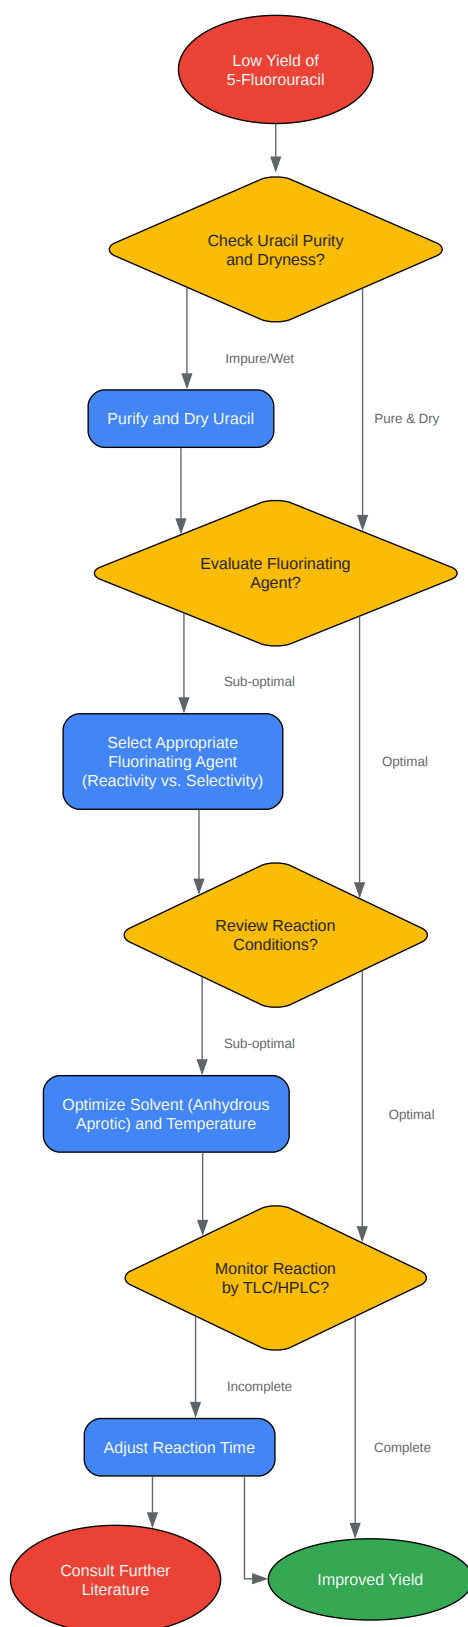 Low Yield of
5-Fluorouracil
Check Uracil Purity
and Dryness?
Impure/Wet
Purify and Dry Uracil
Pure & Dry
Evaluate Fluorinating
Agent?
Sub-optimal
Select Appropriate
Fluorinating Agent
(Reactivity vs. Selectivity)
Optimal
Review Reaction
Conditions?
Sub-optimal
Optimize Solvent (Anhydrous
Aprotic) and Temperature
Optimal
Monitor Reaction
by TLC/HPLC?
Incomplete
Adjust Reaction Time
Complete
Consult Further
Literature
Improved Yield